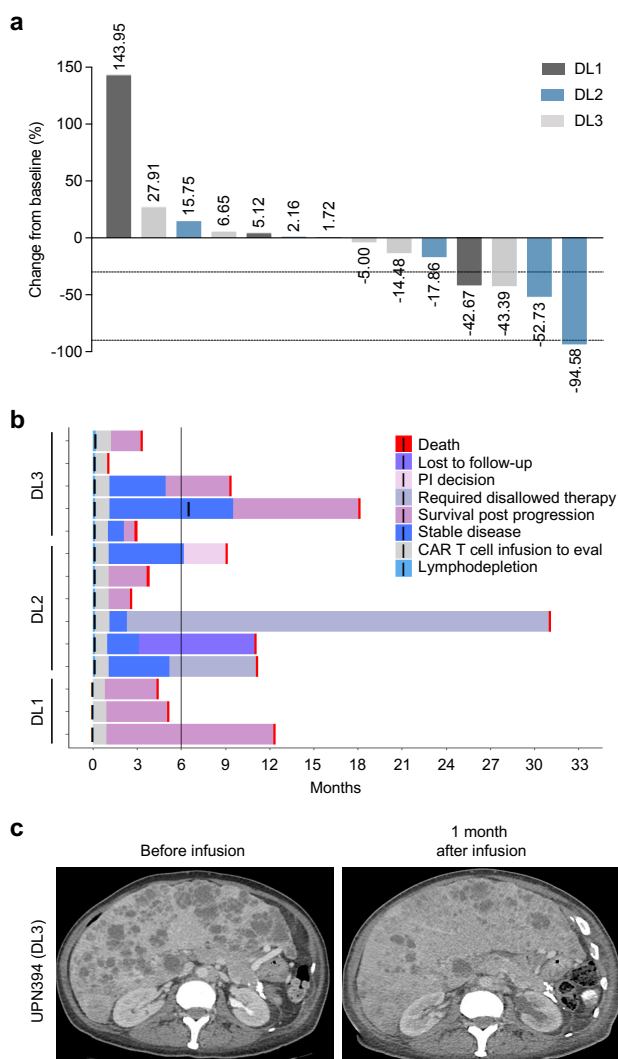 a
143.95
27.91
15.75
6.65
5.12
2.16
1.72
-5.00
-14.48
-17.86
-42.67
-43.39
-52.73
-94.58
DL1
DL2
DL3
150
100
50
0
-50
-100
Change from baseline (%)
b
DL3
DL2
DL1
Death
Lost to follow-up
PI decision
Required disallowed therapy
Survival post progression
Stable disease
CAR T cell infusion to eval
Lymphodepletion
0 3 6 9 12 15 18 21 24 27 30 33
Months
c
Before infusion
1 month
after infusion
UPN394 (DL3)